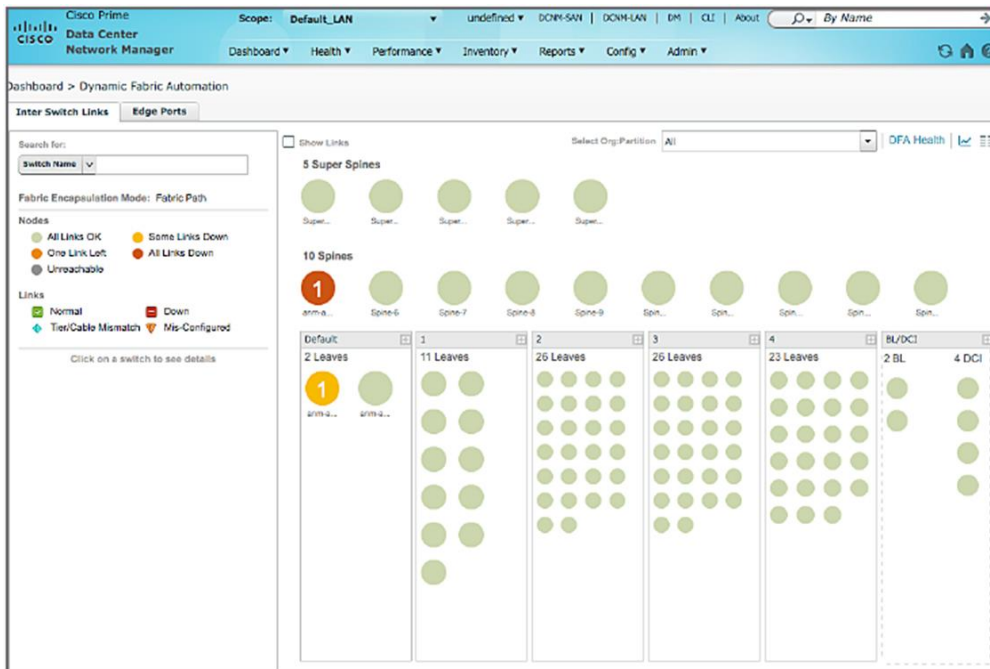 Cisco Prime
Data Center
Network Manager
CISCO
Scope: Default_LAN undefined DCNM-SAN | DCNM-LAN | DM | CLI | About By Name
Dashboard Health Performance Inventory Reports Config Admin
Dashboard > Dynamic Fabric Automation
Inter Switch Links Edge Ports
Search for:
Switch Name
Fabric Encapsulation Mode: Fabric Path
Nodes
All Links OK Some Links Down
One Link Left All Links Down
Unreachable
Links
Normal Down
Tier/Cable Mismatch Mis-Configured
Click on a switch to see details
Show Links Select Org:Partition All DFA Health
5 Super Spines
Super... Super... Super... Super... Super...
10 Spines
1
arm-a... Spine-6 Spine-7 Spine-8 Spine-9 Spin... Spin... Spin... Spin... Spin...
Default 1 2 3 4 BL/DCI
2 Leaves 11 Leaves 26 Leaves 26 Leaves 23 Leaves 2 BL 4 DCI
1